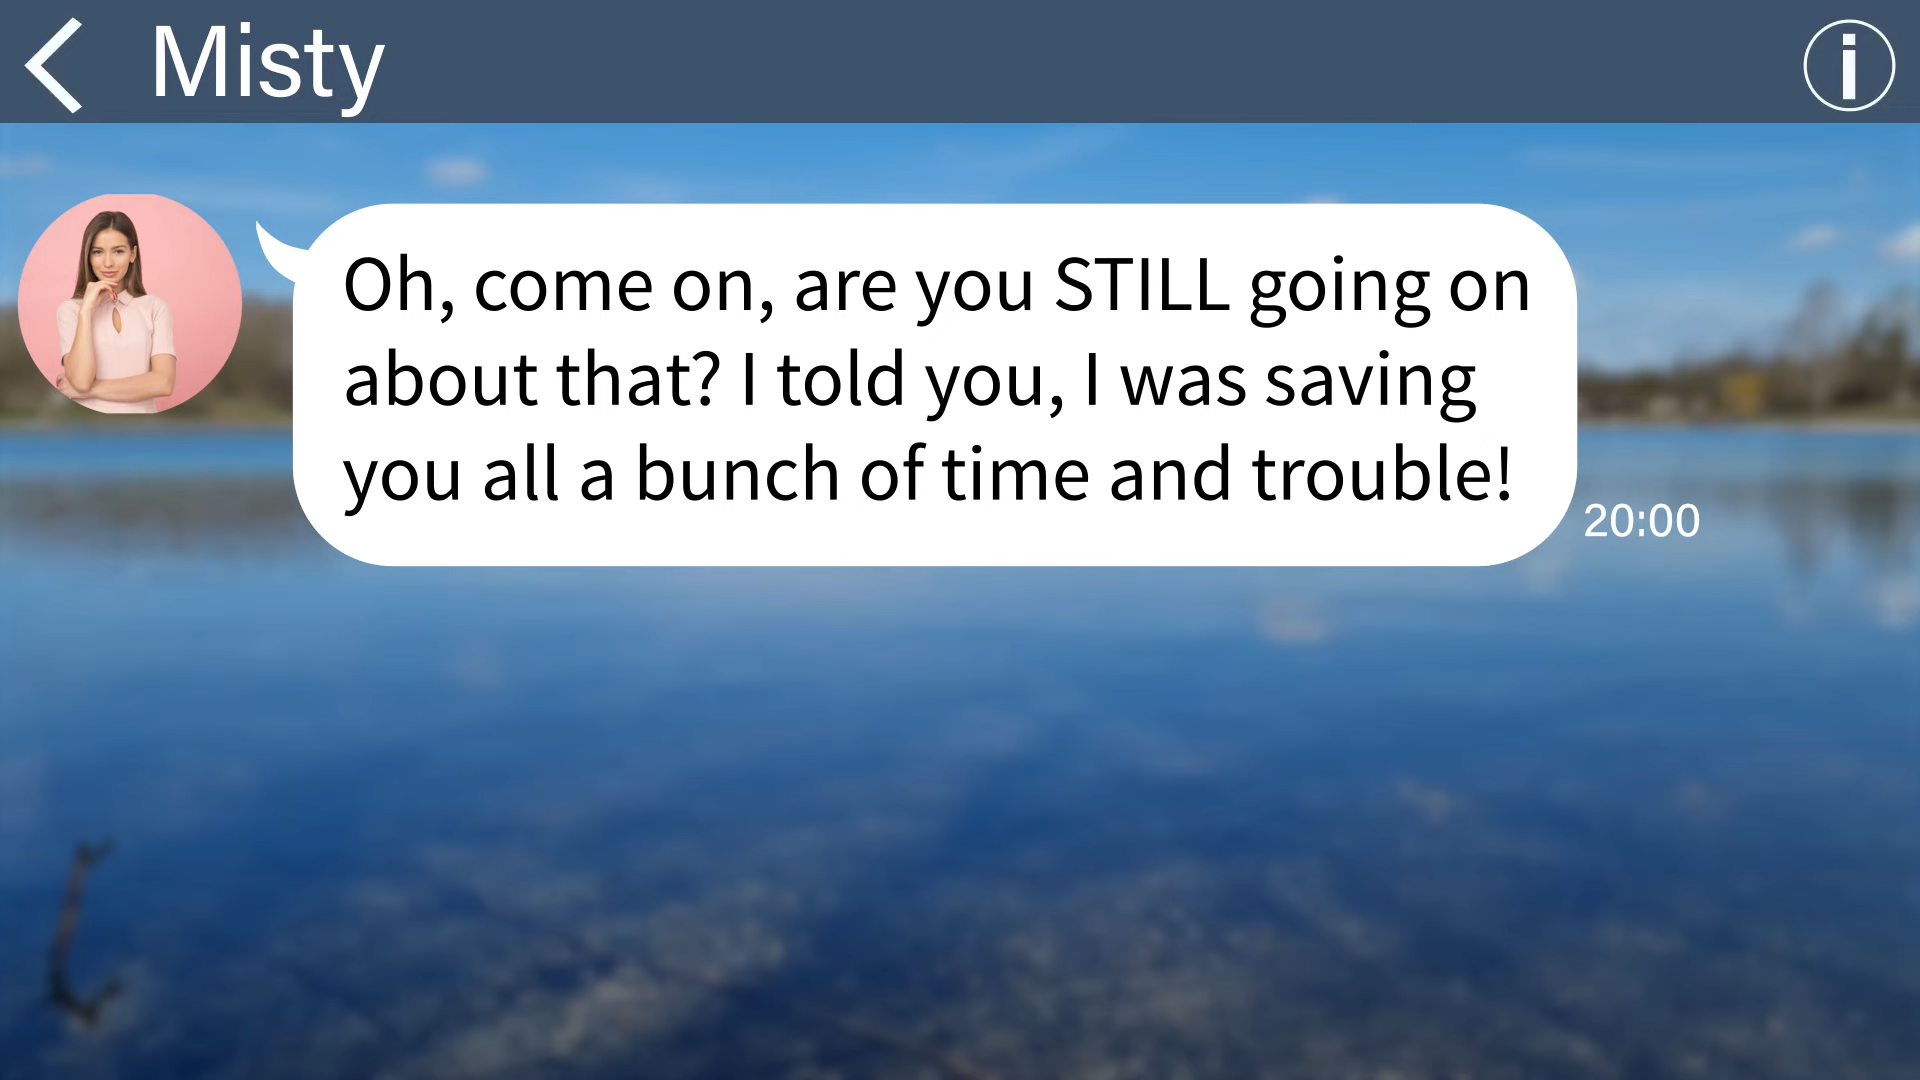 Misty
Oh, come on, are you STILL going on
about that? I told you, I was saving
you all a bunch of time and trouble!
20:00